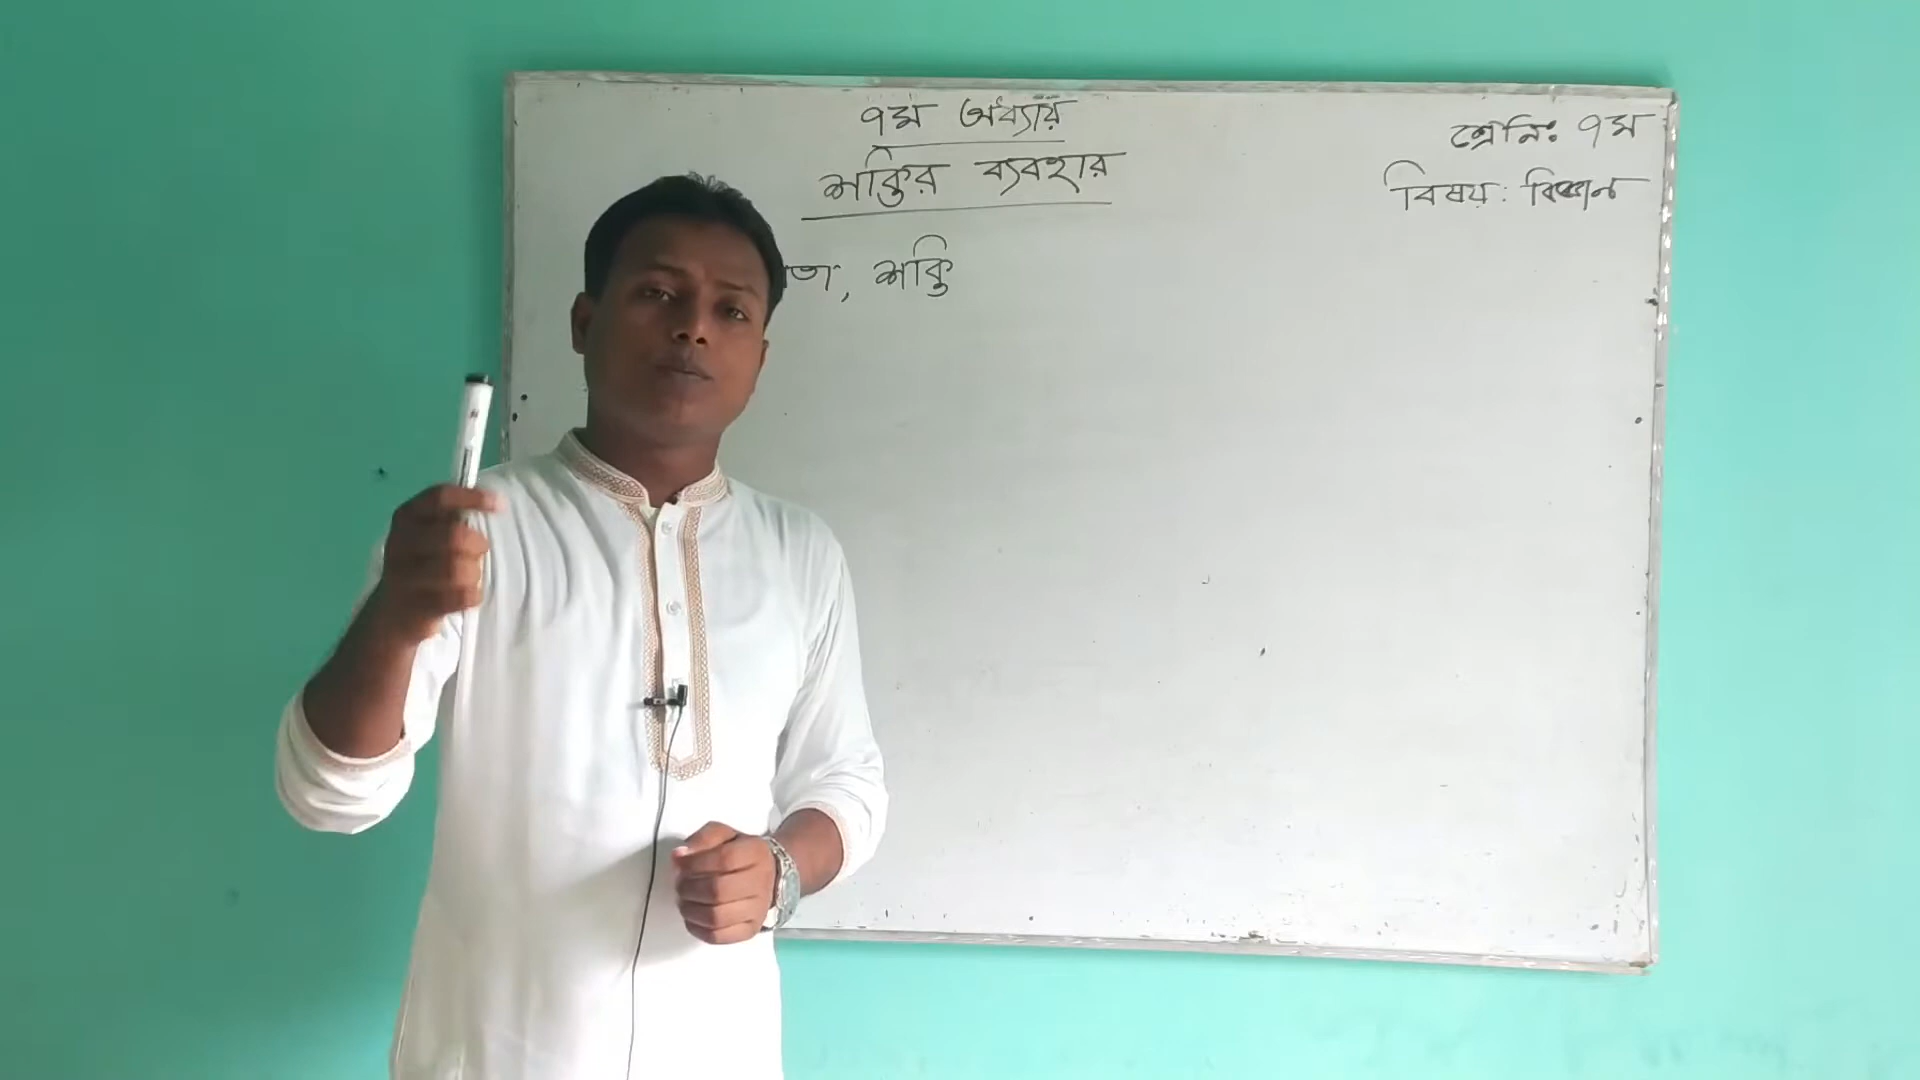 ৭ম অধ্যায়
শক্তির ব্যবহার
শ্রেনি: ৭ম
বিষয়: বিজ্ঞান
শক্তি